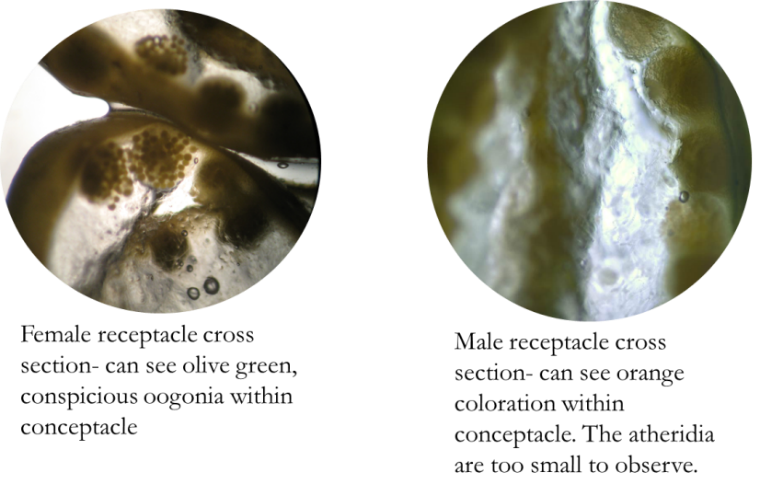 Female receptacle cross
section- can see olive green,
conspicious oogonia within
conceptacle
Male receptacle cross
section- can see orange
coloration within
conceptacle. The atheridia
are too small to observe.